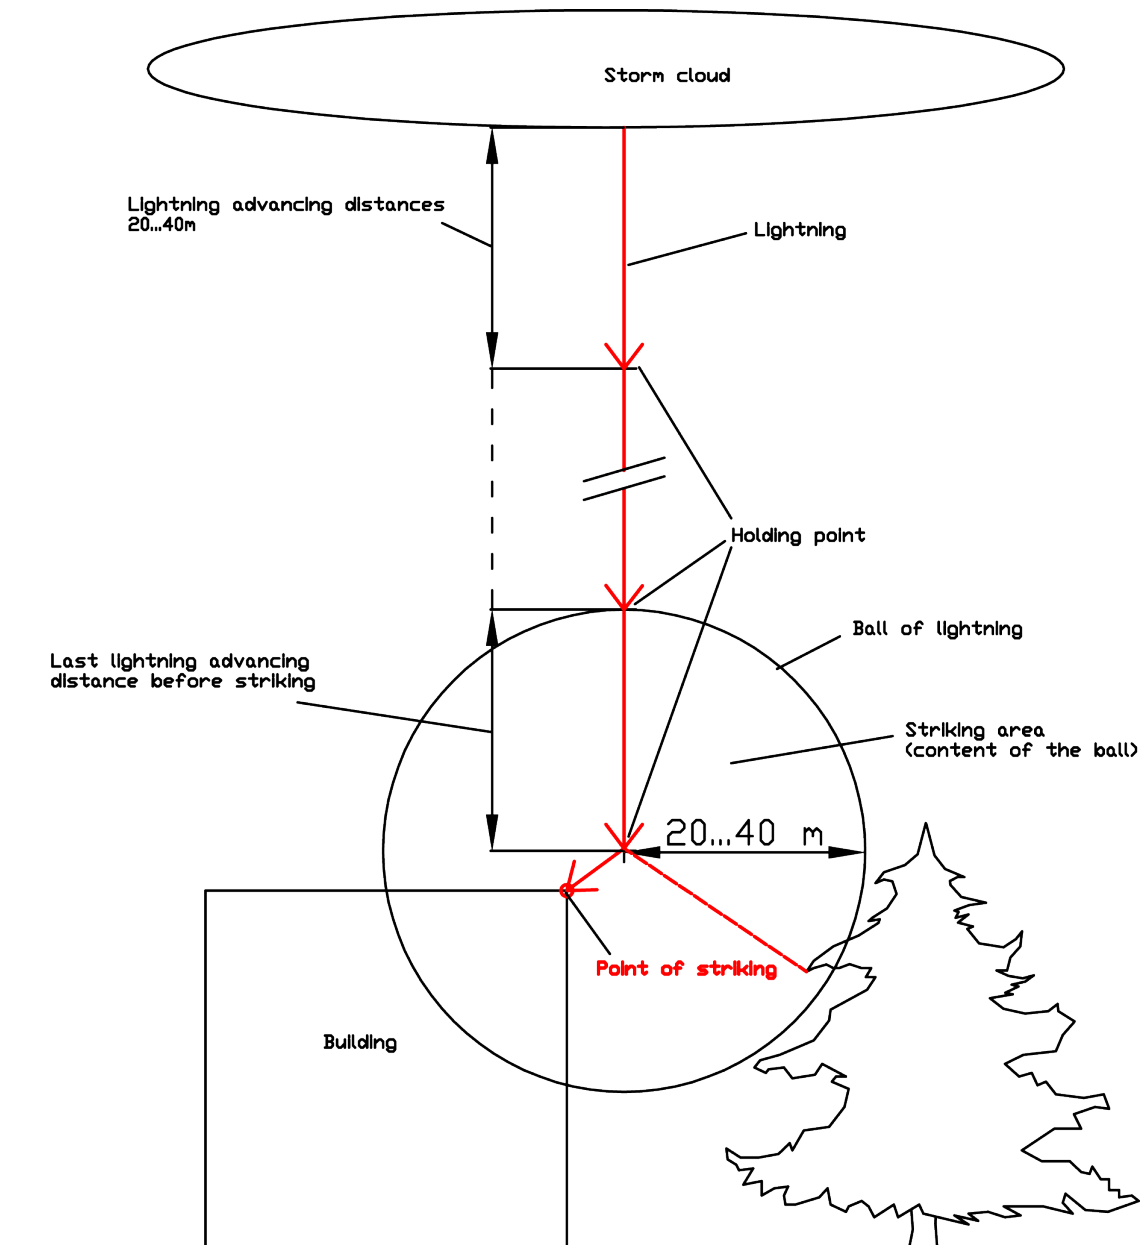 Storm cloud
Lightning advancing distances
20...40m
Lightning
Holding point
Ball of lightning
Last lightning advancing
distance before striking
Striking area
(content of the ball)
20...40 m
Point of striking
Building